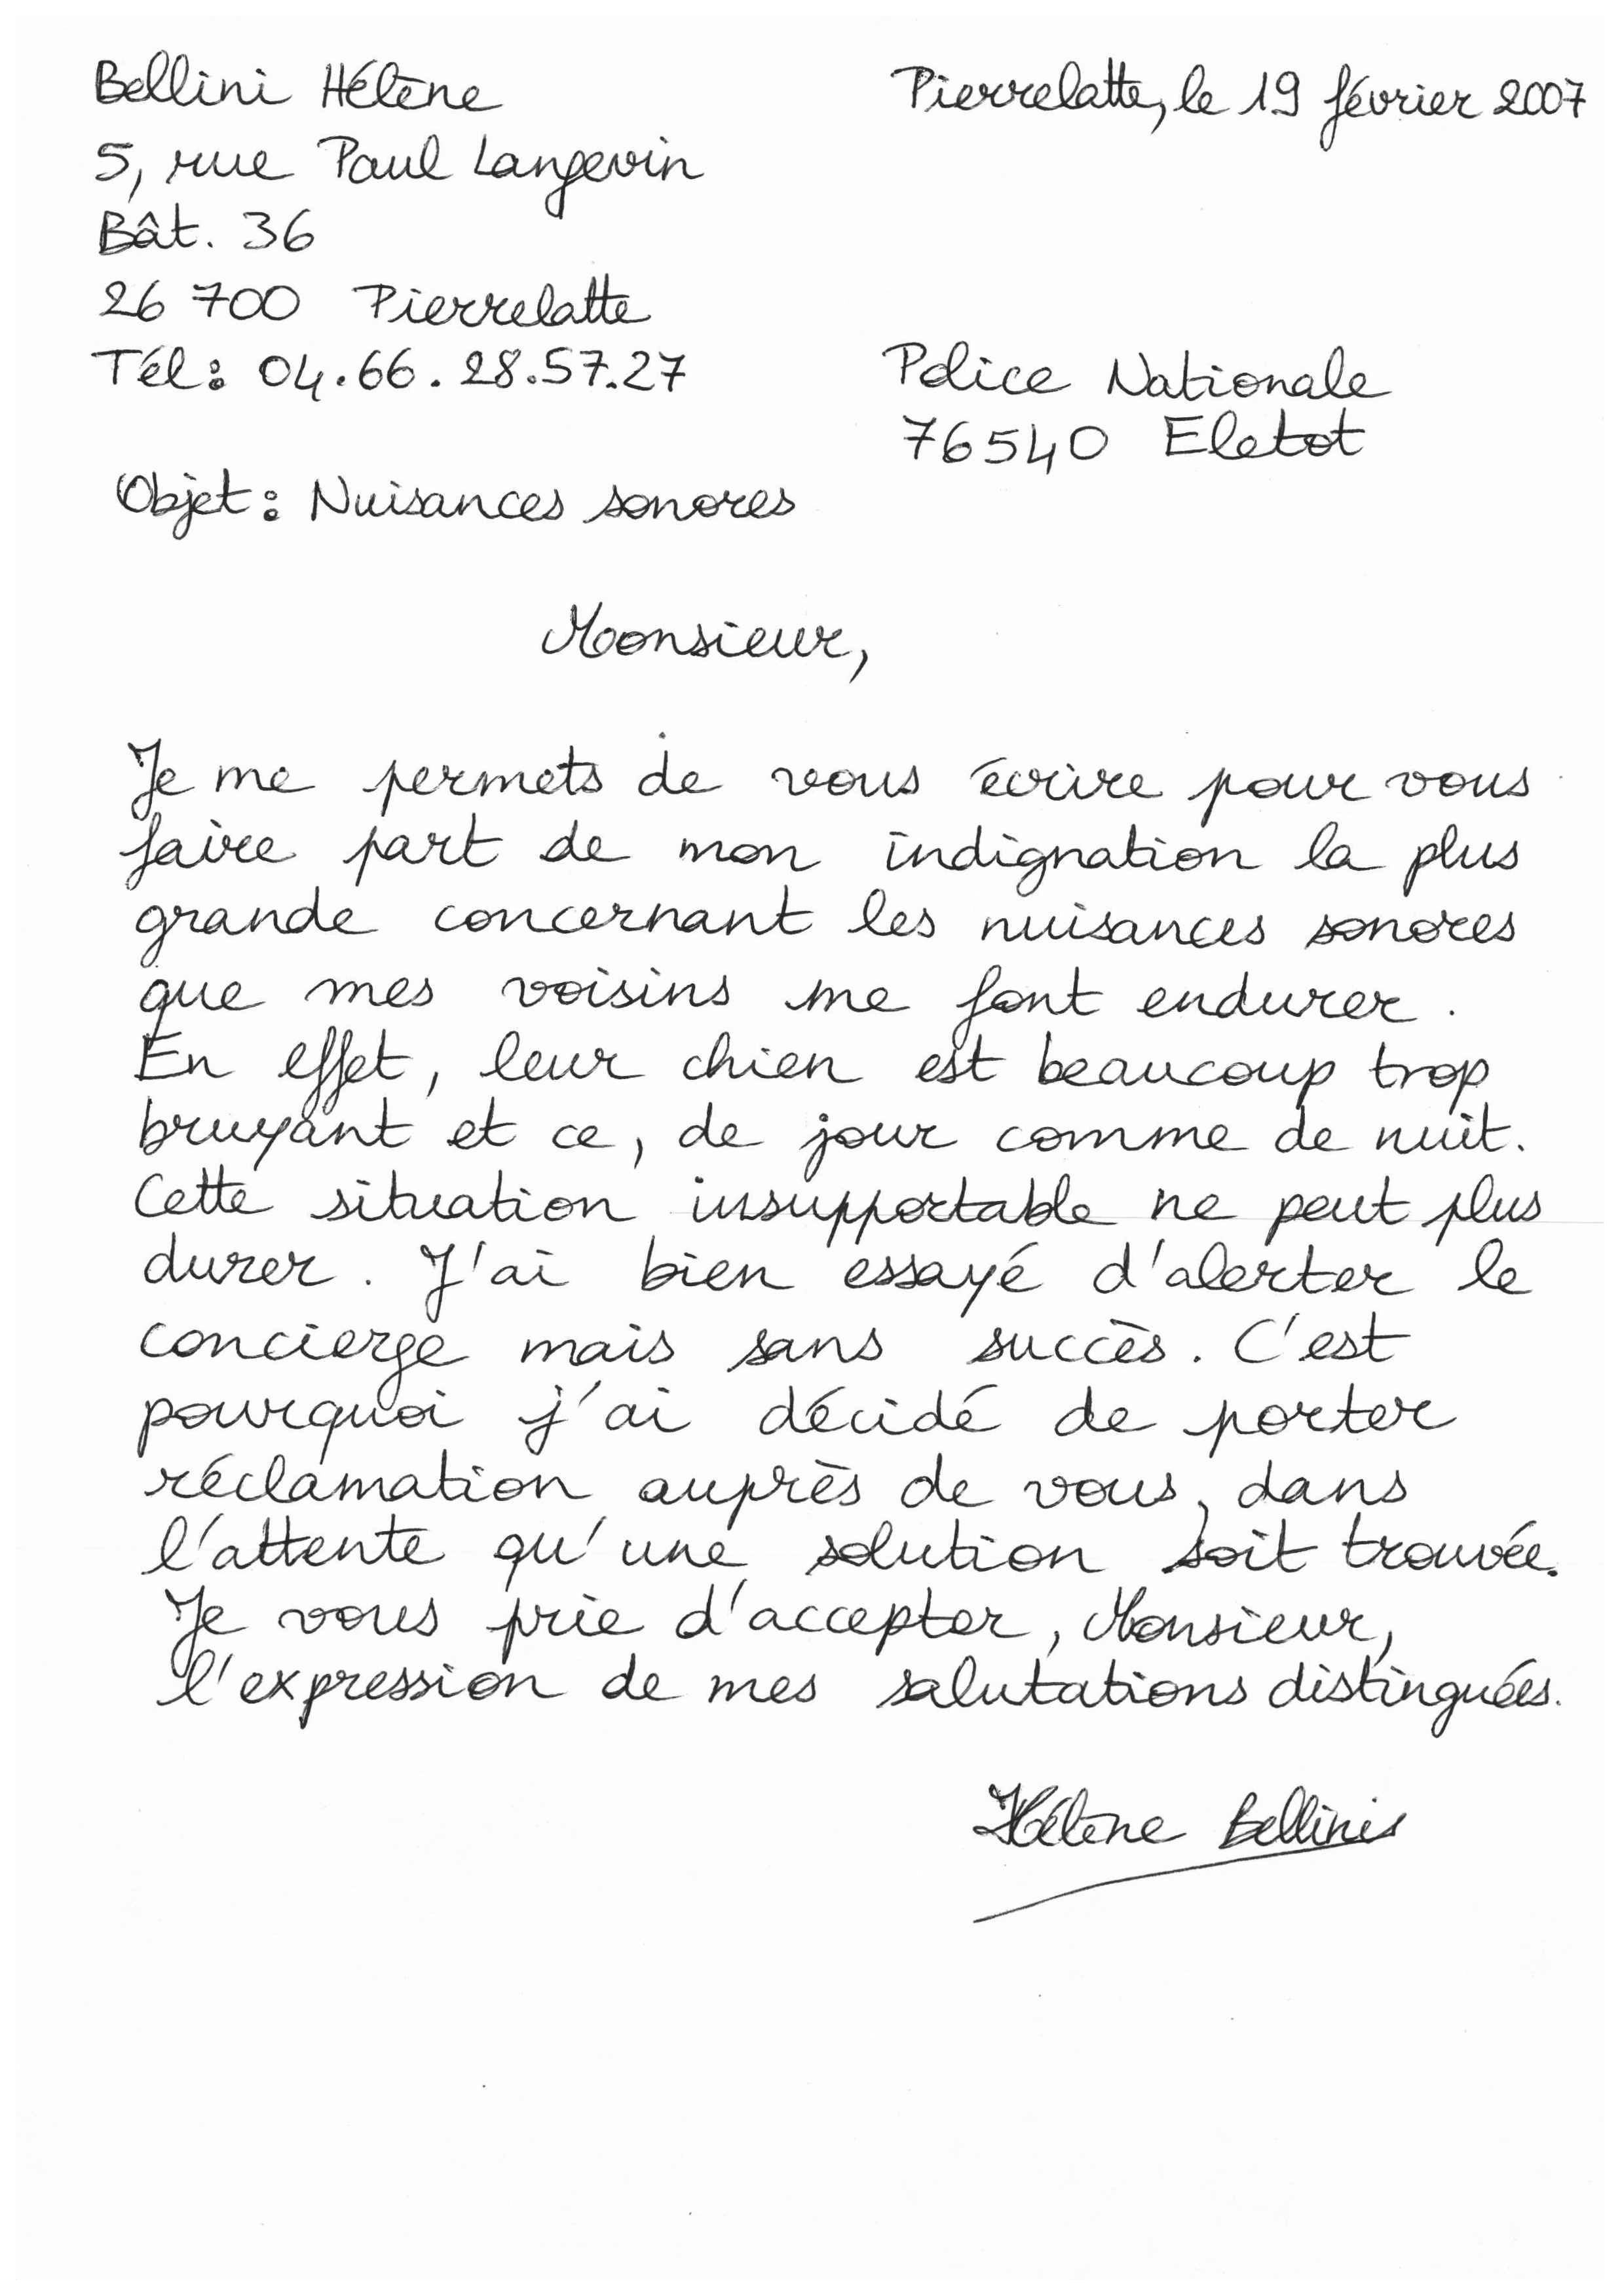 Bellini Hélène
Pierrelatte, le 19 février 2007
5, rue Paul Langevin
Bât. 36
26 700 Pierrelatte
Tél : 04.66.28.57.27
Police Nationale
76540 Eletot
Objet : Nuisances sonores
Monsieur,
Je me permets de vous écrire pour vous
faire part de mon indignation la plus
grande concernant les nuisances sonores
que mes voisins me font endurer.
En effet, leur chien est beaucoup trop
bruyant et ce, de jour comme de nuit.
Cette situation insupportable ne peut plus
durer. J'ai bien essayé d'alerter le
concierge mais sans succès. C'est
pourquoi j'ai décidé de porter
réclamation auprès de vous, dans
l'attente qu'une solution soit trouvée.
Je vous prie d'accepter, Monsieur,
l'expression de mes salutations distinguées.
Hélène Bellini